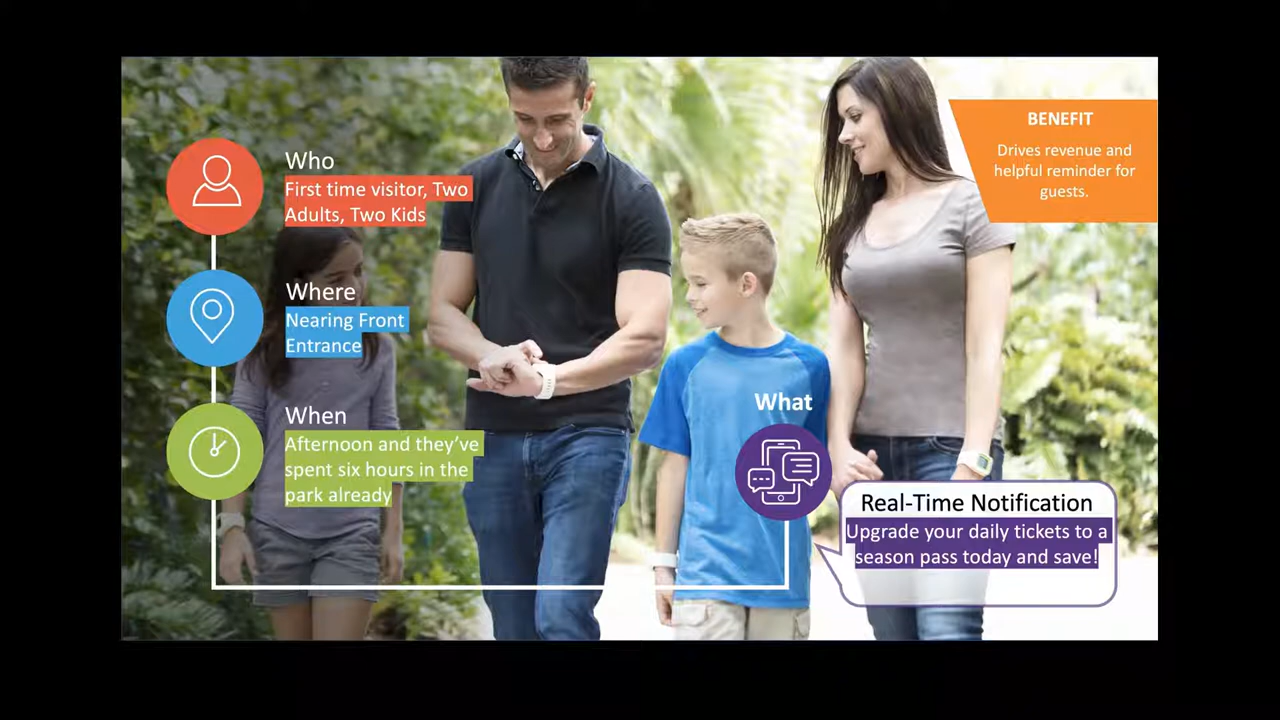 Who
First time visitor, Two
Adults, Two Kids
Where
Nearing Front
Entrance
When
Afternoon and they've
spent six hours in the
park already
What
Real-Time Notification
Upgrade your daily tickets to a
season pass today and save!
BENEFIT
Drives revenue and
helpful reminder for
guests.